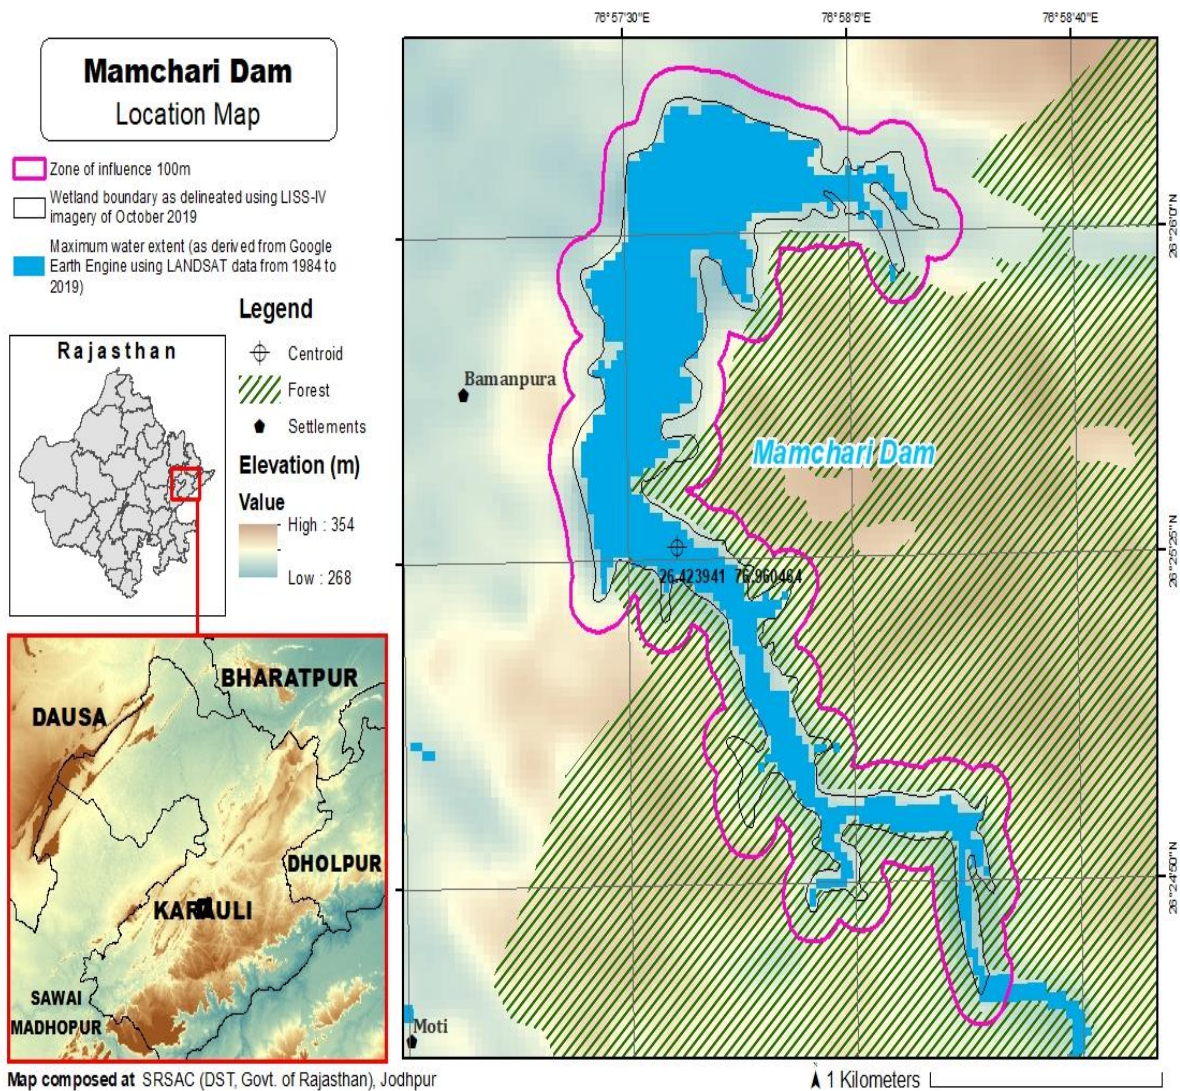 76°57'30"E 76°58'5"E 76°58'40"E
Mamchari Dam
Location Map
Zone of influence 100m
Wetland boundary as delineated using LISS-IV
imagery of October 2019
Maximum water extent (as derived from Google
Earth Engine using LANDSAT data from 1984 to
2019)
Legend
Centroid
Forest
Settlements
Elevation (m)
Value
High : 354
Low : 268
Rajasthan
BHARATPUR
DAUSA
DHOLPUR
KARAULI
SAWAI
MADHOPUR
Bamanpura
Mamchari Dam
26.423941 76.960464
Moti
26°26'0"N
26°25'25"N
26°24'50"N
Map composed at SRSAC (DST, Govt. of Rajasthan), Jodhpur
1 Kilometers